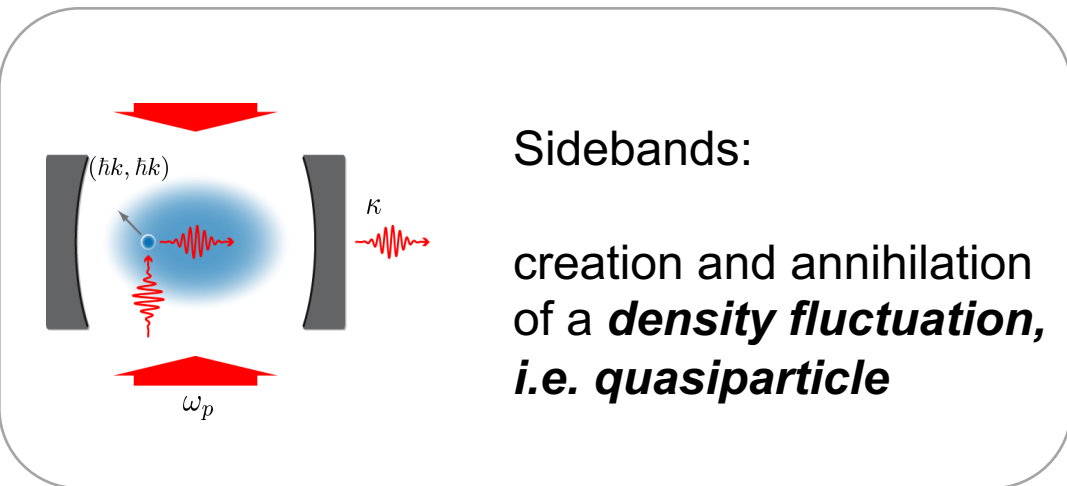 (ħk, ħk)
κ
ω_p
Sidebands:
creation and annihilation
of a density fluctuation,
i.e. quasiparticle